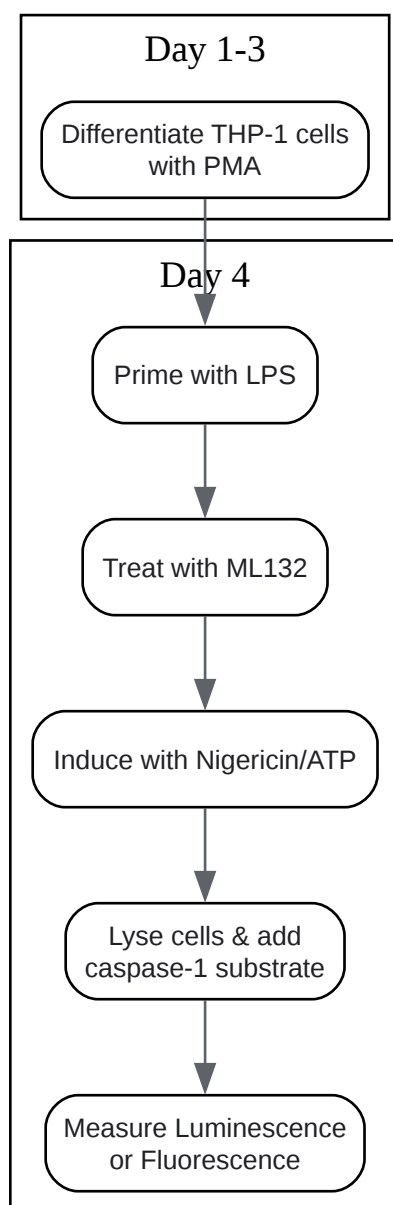 Day 1-3
Differentiate THP-1 cells
with PMA
Day 4
Prime with LPS
Treat with ML132
Induce with Nigericin/ATP
Lyse cells & add
caspase-1 substrate
Measure Luminescence
or Fluorescence